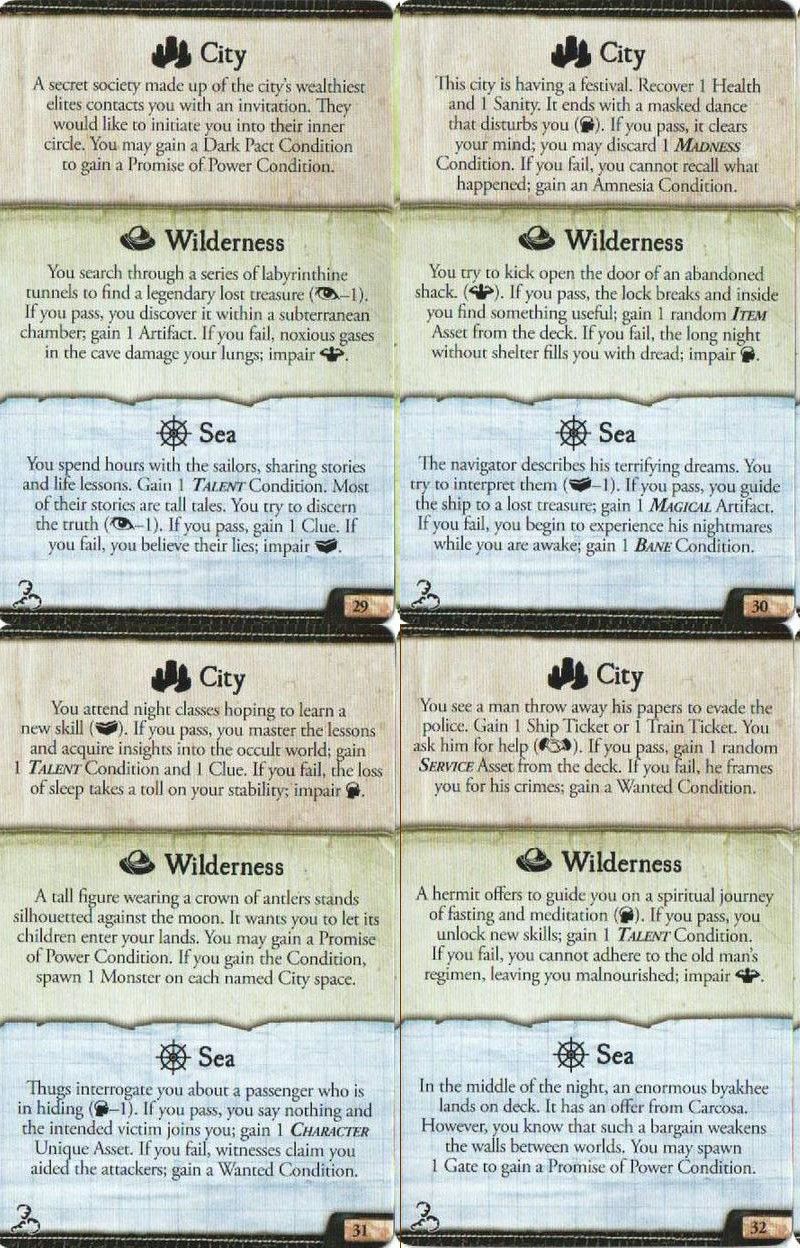 City
A secret society made up of the city's wealthiest
elites contacts you with an invitation. They
would like to initiate you into their inner
circle. You may gain a Dark Pact Condition
to gain a Promise of Power Condition.
Wilderness
You search through a series of labyrinthine
tunnels to find a legendary lost treasure (–1).
If you pass, you discover it within a subterranean
chamber; gain 1 Artifact. If you fail, noxious gases
in the cave damage your lungs; impair .
Sea
You spend hours with the sailors, sharing stories
and life lessons. Gain 1 TALENT Condition. Most
of their stories are tall tales. You try to discern
the truth (–1). If you pass, gain 1 Clue. If
you fail, you believe their lies; impair .
29
City
This city is having a festival. Recover 1 Health
and 1 Sanity. It ends with a masked dance
that disturbs you (). If you pass, it clears
your mind; you may discard 1 MADNESS
Condition. If you fail, you cannot recall what
happened; gain an Amnesia Condition.
Wilderness
You try to kick open the door of an abandoned
shack. (). If you pass, the lock breaks and inside
you find something useful; gain 1 random ITEM
Asset from the deck. If you fail, the long night
without shelter fills you with dread; impair .
Sea
The navigator describes his terrifying dreams. You
try to interpret them (–1). If you pass, you guide
the ship to a lost treasure; gain 1 MAGICAL Artifact.
If you fail, you begin to experience his nightmares
while you are awake; gain 1 BANE Condition.
30
City
You attend night classes hoping to learn a
new skill (). If you pass, you master the lessons
and acquire insights into the occult world; gain
1 TALENT Condition and 1 Clue. If you fail, the loss
of sleep takes a toll on your stability; impair .
Wilderness
A tall figure wearing a crown of antlers stands
silhouetted against the moon. It wants you to let its
children enter your lands. You may gain a Promise
of Power Condition. If you gain the Condition,
spawn 1 Monster on each named City space.
Sea
Thugs interrogate you about a passenger who is
in hiding (–1). If you pass, you say nothing and
the intended victim joins you; gain 1 CHARACTER
Unique Asset. If you fail, witnesses claim you
aided the attackers; gain a Wanted Condition.
31
City
You see a man throw away his papers to evade the
police. Gain 1 Ship Ticket or 1 Train Ticket. You
ask him for help (). If you pass, gain 1 random
SERVICE Asset from the deck. If you fail, he frames
you for his crimes; gain a Wanted Condition.
Wilderness
A hermit offers to guide you on a spiritual journey
of fasting and meditation (). If you pass, you
unlock new skills; gain 1 TALENT Condition.
If you fail, you cannot adhere to the old man's
regimen, leaving you malnourished; impair .
Sea
In the middle of the night, an enormous byakhee
lands on deck. It has an offer from Carcosa.
However, you know that such a bargain weakens
the walls between worlds. You may spawn
1 Gate to gain a Promise of Power Condition.
32